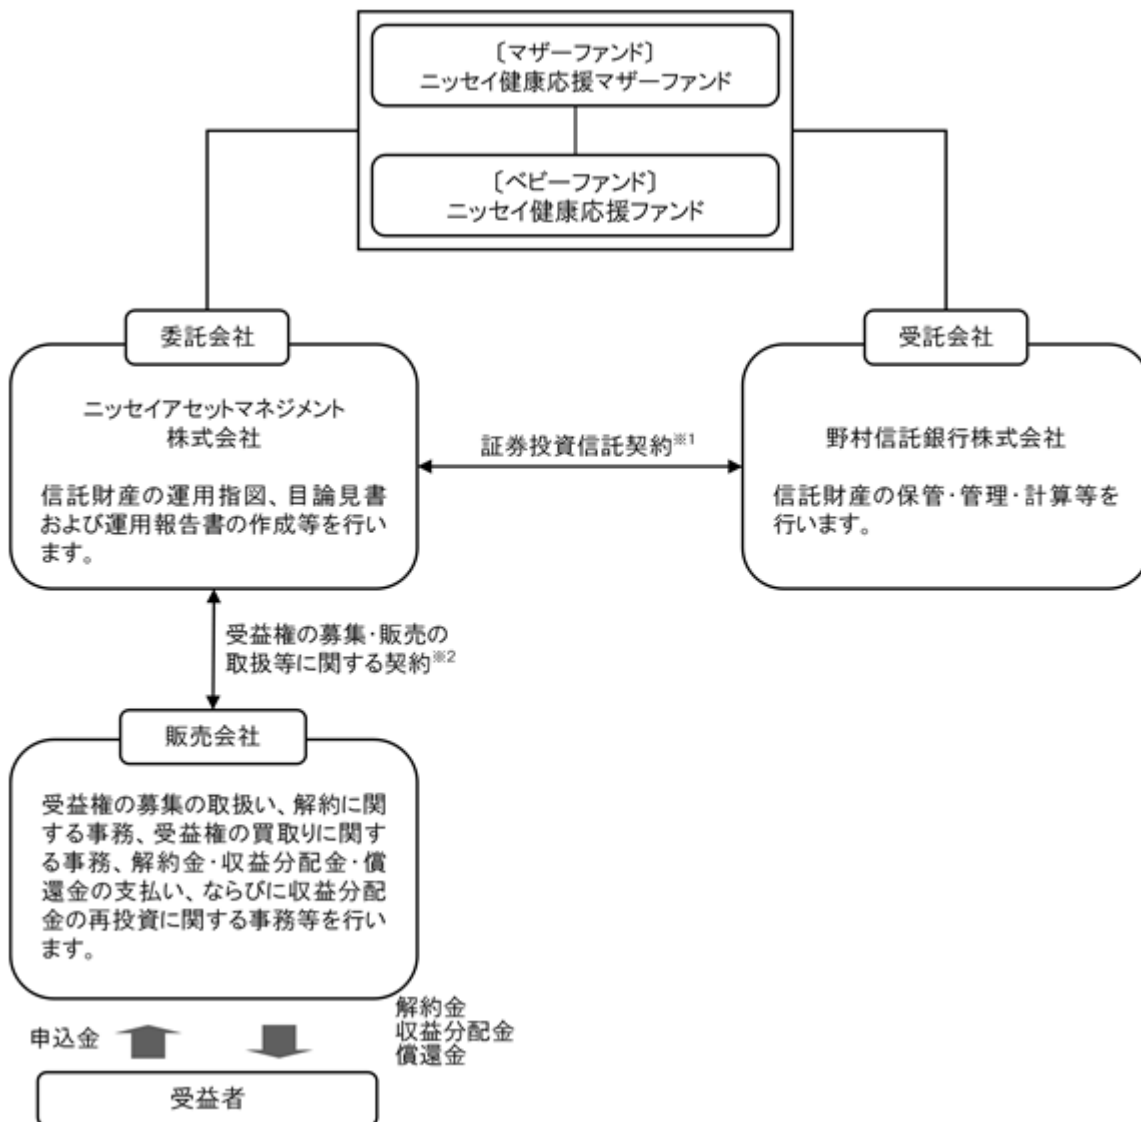 〔マザーファンド〕
ニッセイ健康応援マザーファンド
〔ベビーファンド〕
ニッセイ健康応援ファンド
委託会社
ニッセイアセットマネジメント
株式会社
信託財産の運用指図、目論見書
および運用報告書の作成等を行い
ます。
証券投資信託契約※1
受託会社
野村信託銀行株式会社
信託財産の保管・管理・計算等を
行います。
受益権の募集・販売の
取扱等に関する契約※2
販売会社
受益権の募集の取扱い、解約に関
する事務、受益権の買取りに関す
る事務、解約金・収益分配金・償
還金の支払い、ならびに収益分配
金の再投資に関する事務等を行い
ます。
申込金
解約金
収益分配金
償還金
受益者